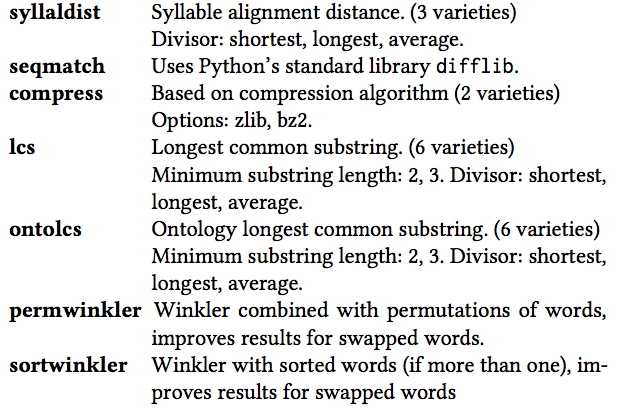 syllaldist Syllable alignment distance. (3 varieties)
Divisor: shortest, longest, average.
seqmatch Uses Python’s standard library difflib.
compress Based on compression algorithm (2 varieties)
Options: zlib, bz2.
lcs Longest common substring. (6 varieties)
Minimum substring length: 2, 3. Divisor: shortest,
longest, average.
ontolcs Ontology longest common substring. (6 varieties)
Minimum substring length: 2, 3. Divisor: shortest,
longest, average.
permwinkler Winkler combined with permutations of words,
improves results for swapped words.
sortwinkler Winkler with sorted words (if more than one), im-
proves results for swapped words